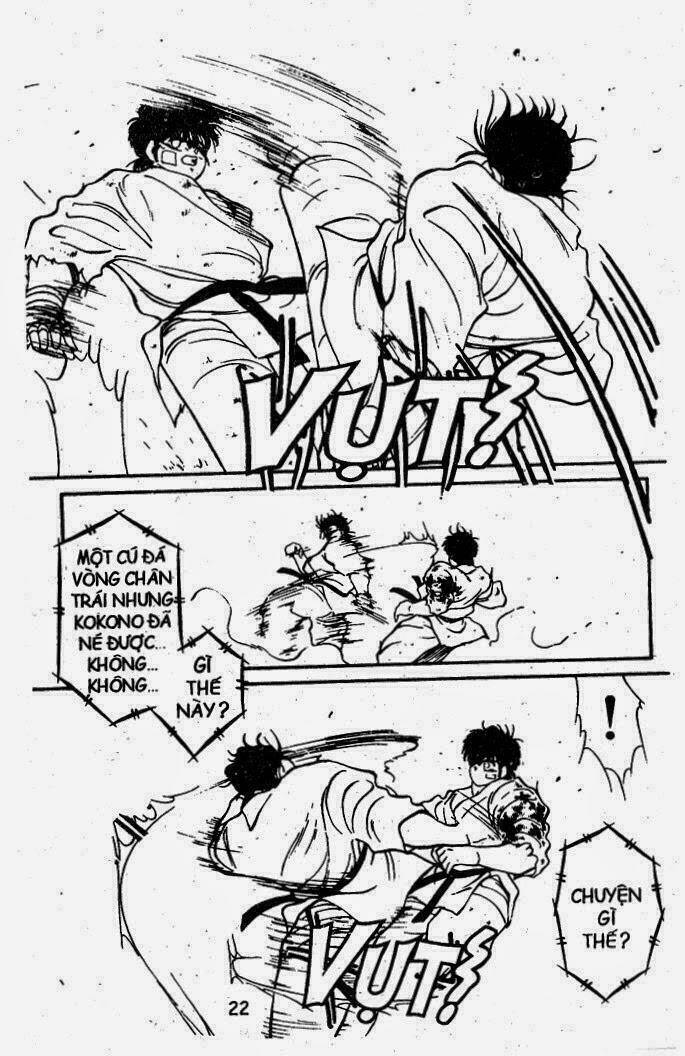 VỤT!
MỘT CÚ ĐÁ
VÒNG CHÂN
TRÁI NHƯNG
KOKONO ĐÃ
NÉ ĐƯỢC...
KHÔNG...
KHÔNG...
GÌ
THẾ
NÀY?
!
CHUYỆN
GÌ
THẾ?
VỤT!
22